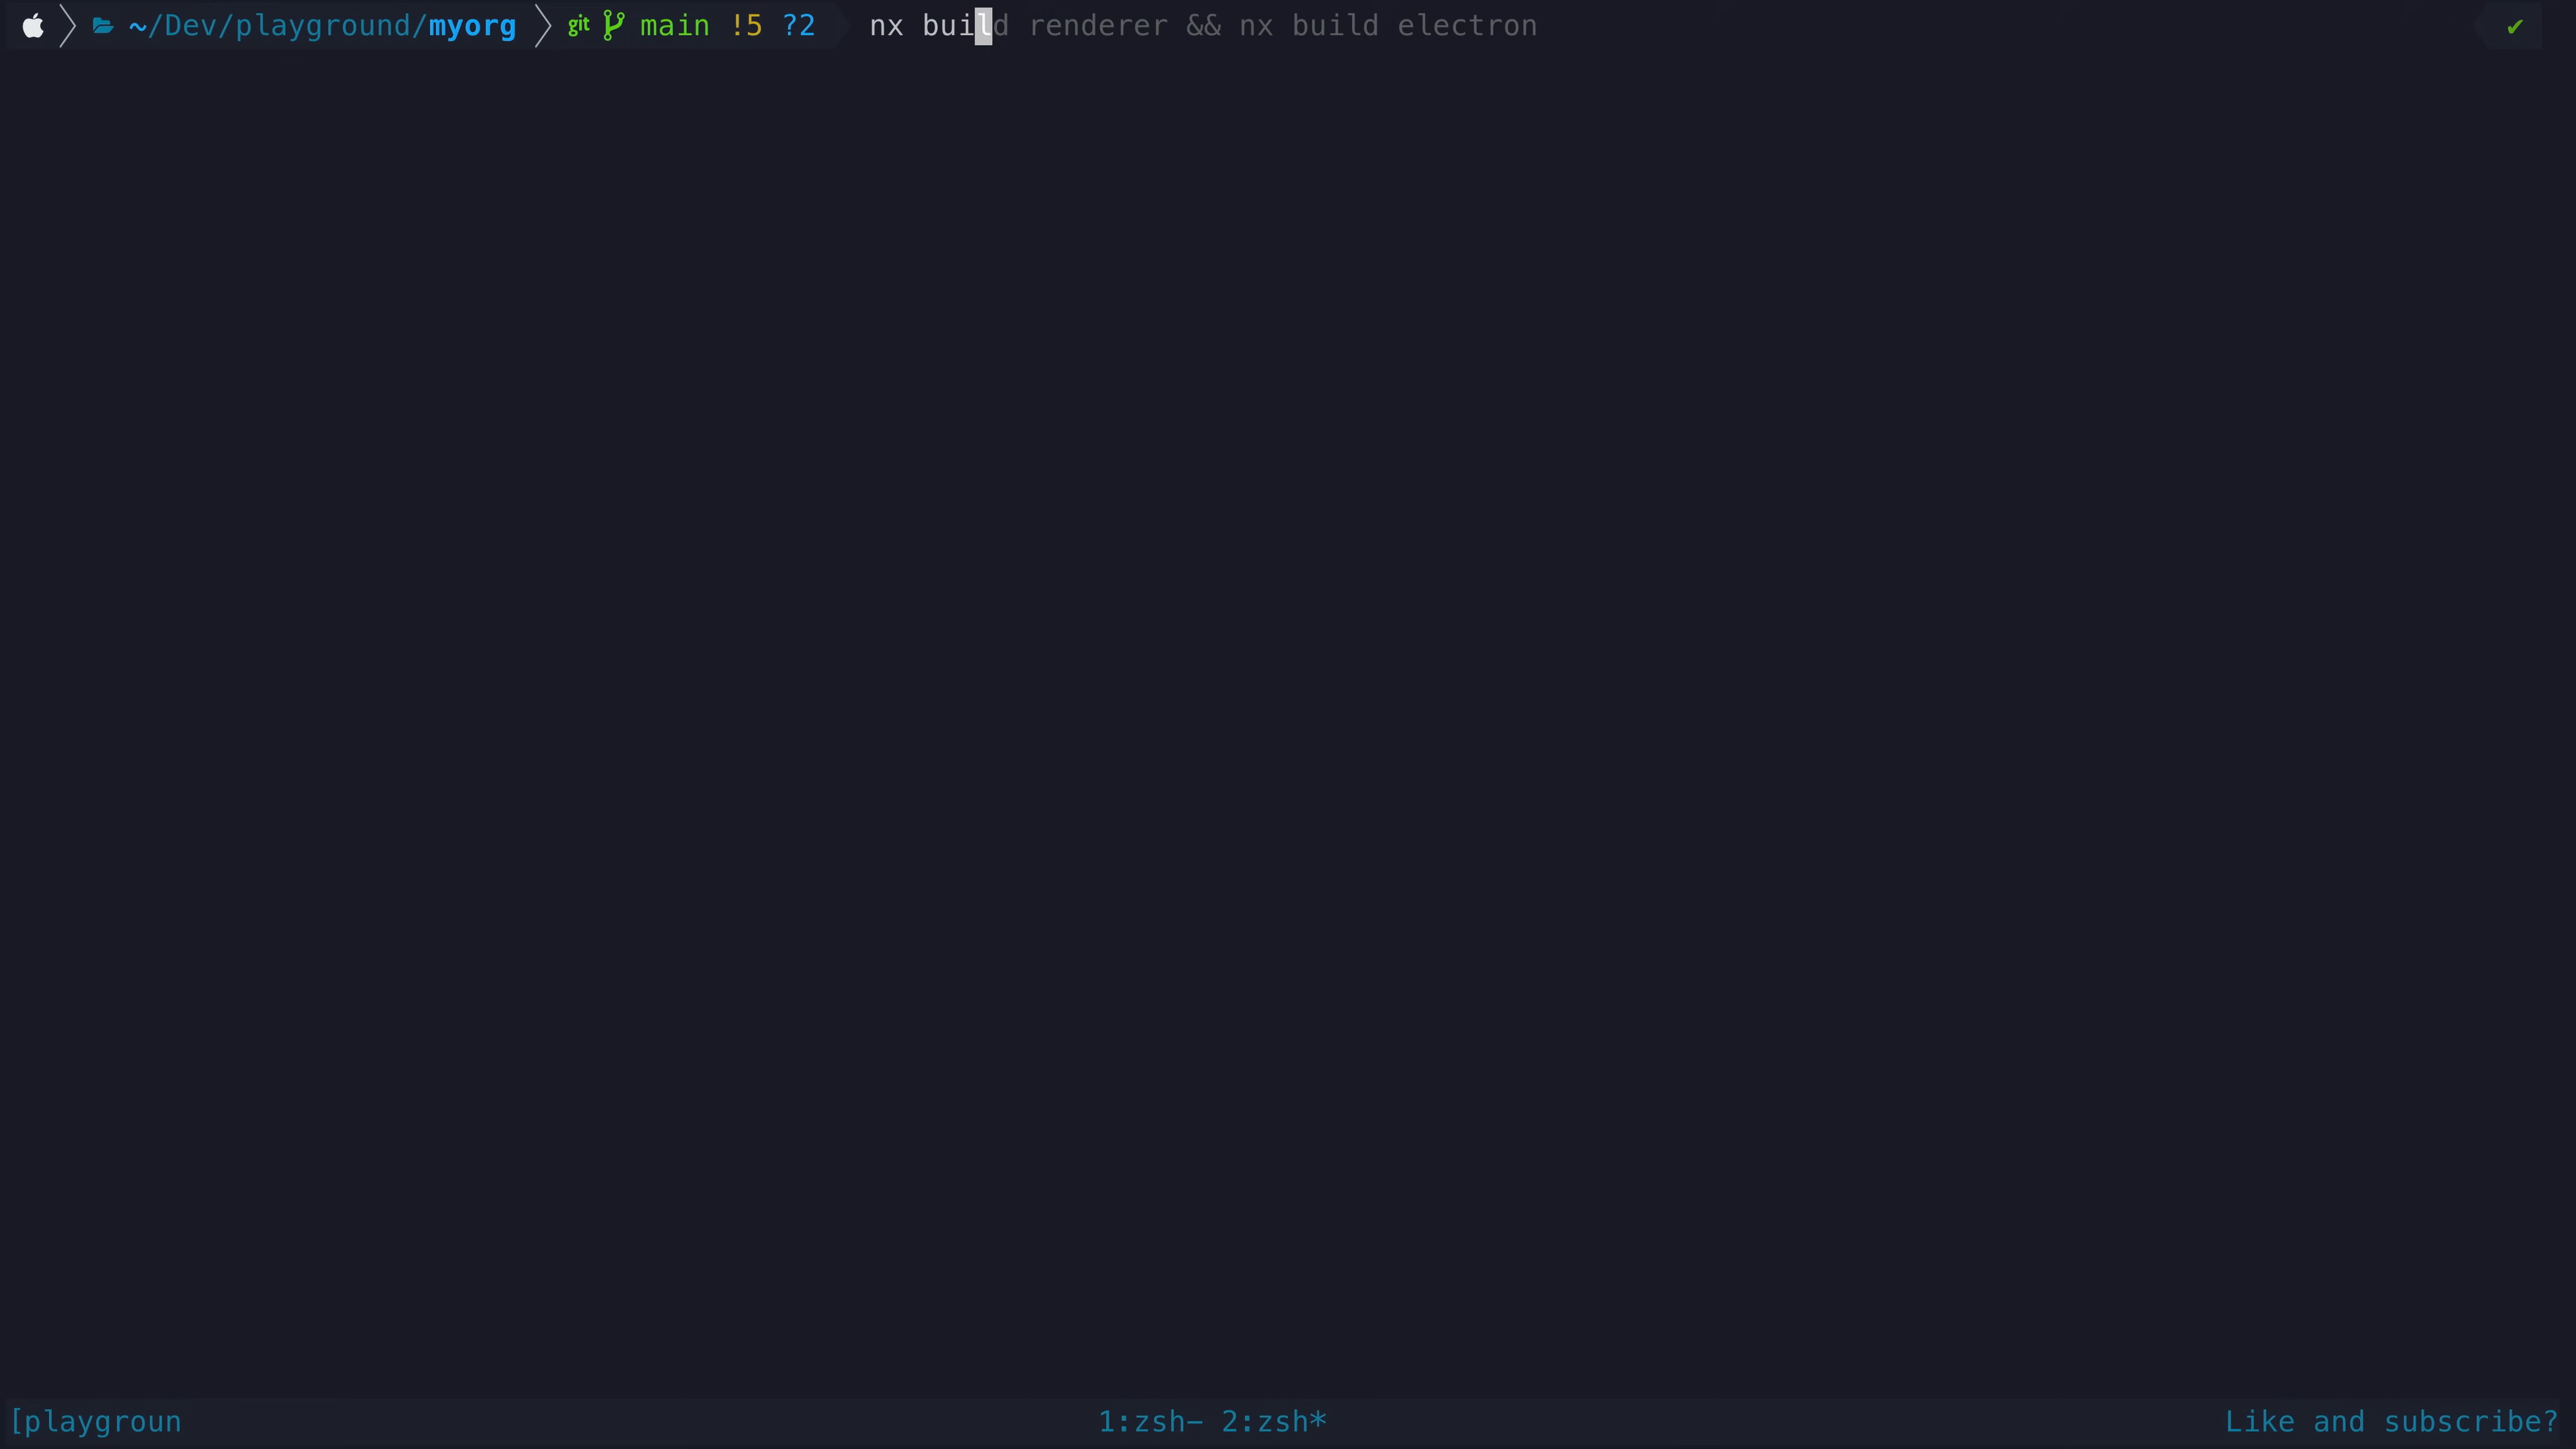 ~/Dev/playground/myorg git main !5 ?2 nx build renderer && nx build electron ✔
[playgroun 1:zsh- 2:zsh* Like and subscribe?